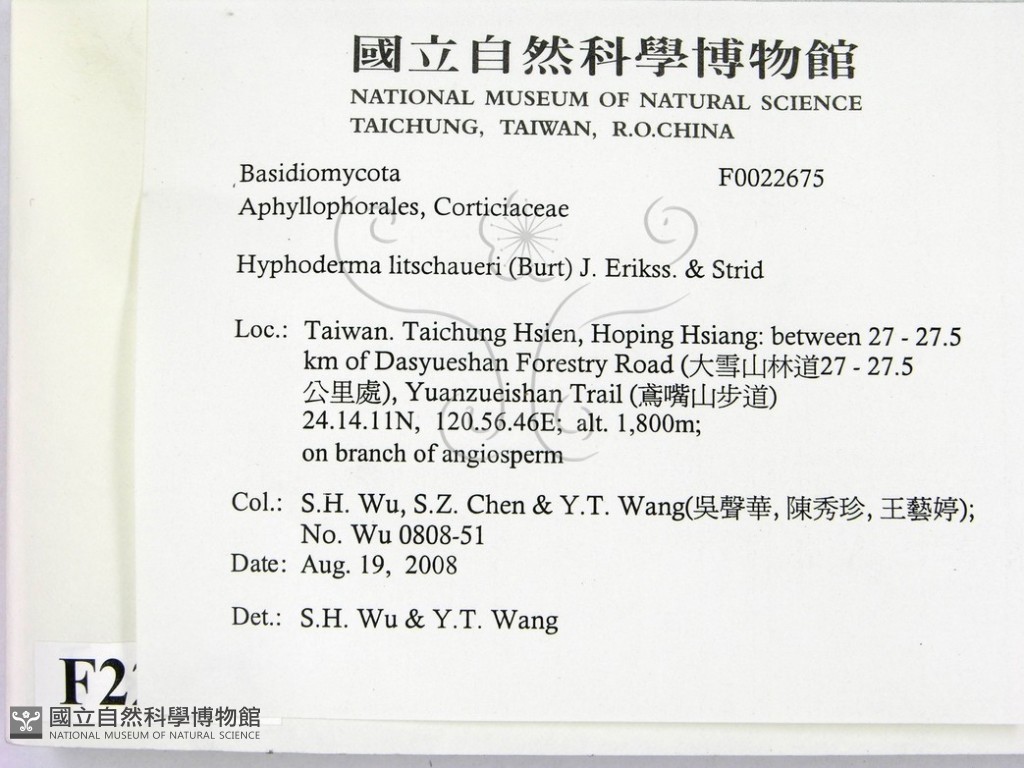 國立自然科學博物館
NATIONAL MUSEUM OF NATURAL SCIENCE
TAICHUNG, TAIWAN, R.O.CHINA
Basidiomycota F0022675
Aphyllophorales, Corticiaceae
Hyphoderma litschaueri (Burt) J. Erikss. & Strid
Loc.: Taiwan. Taichung Hsien, Hoping Hsiang: between 27 - 27.5
km of Dasyueshan Forestry Road (大雪山林道27 - 27.5
公里處), Yuanzueishan Trail (鳶嘴山步道)
24.14.11N, 120.56.46E; alt. 1,800m;
on branch of angiosperm
Col.: S.H. Wu, S.Z. Chen & Y.T. Wang(吳聲華, 陳秀珍, 王藝婷);
No. Wu 0808-51
Date: Aug. 19, 2008
Det.: S.H. Wu & Y.T. Wang
F2
國立自然科學博物館
NATIONAL MUSEUM OF NATURAL SCIENCE